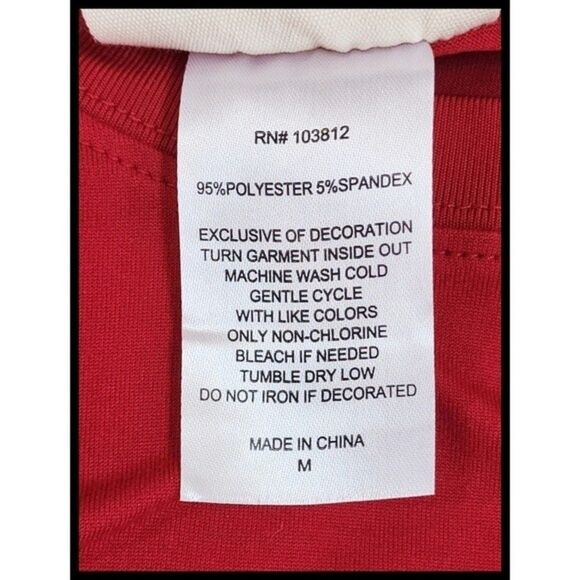 RN# 103812
95%POLYESTER 5%SPANDEX
EXCLUSIVE OF DECORATION
TURN GARMENT INSIDE OUT
MACHINE WASH COLD
GENTLE CYCLE
WITH LIKE COLORS
ONLY NON-CHLORINE
BLEACH IF NEEDED
TUMBLE DRY LOW
DO NOT IRON IF DECORATED
MADE IN CHINA
M